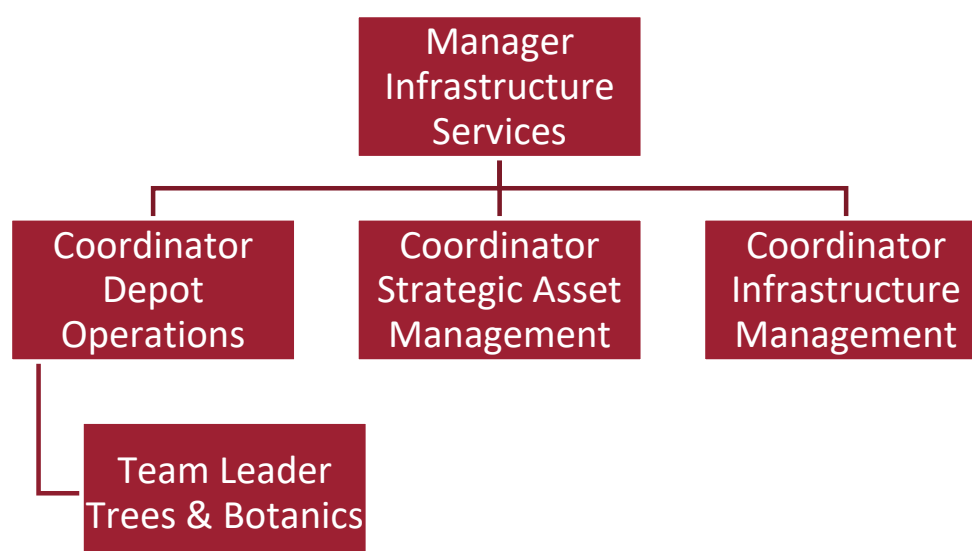 Manager
Infrastructure
Services
Coordinator
Depot
Operations
Coordinator
Strategic Asset
Management
Coordinator
Infrastructure
Management
Team Leader
Trees & Botanics